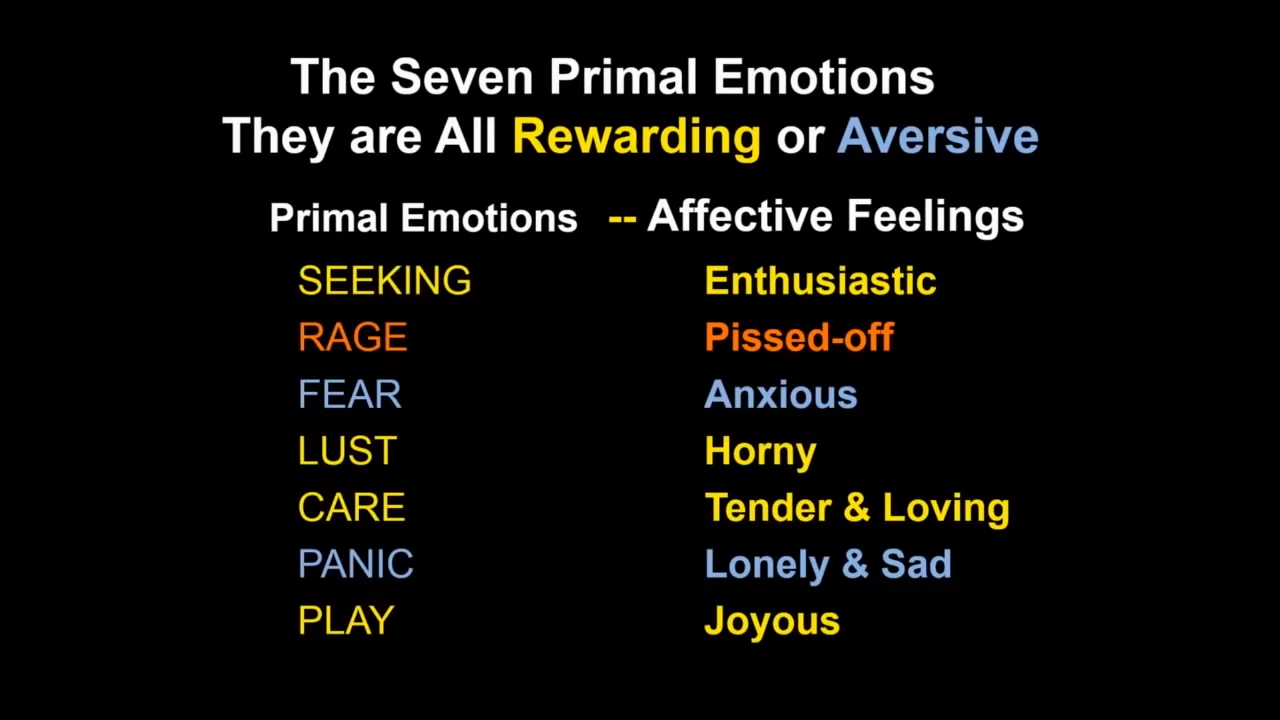 The Seven Primal Emotions
They are All Rewarding or Aversive
Primal Emotions -- Affective Feelings
SEEKING Enthusiastic
RAGE Pissed-off
FEAR Anxious
LUST Horny
CARE Tender & Loving
PANIC Lonely & Sad
PLAY Joyous